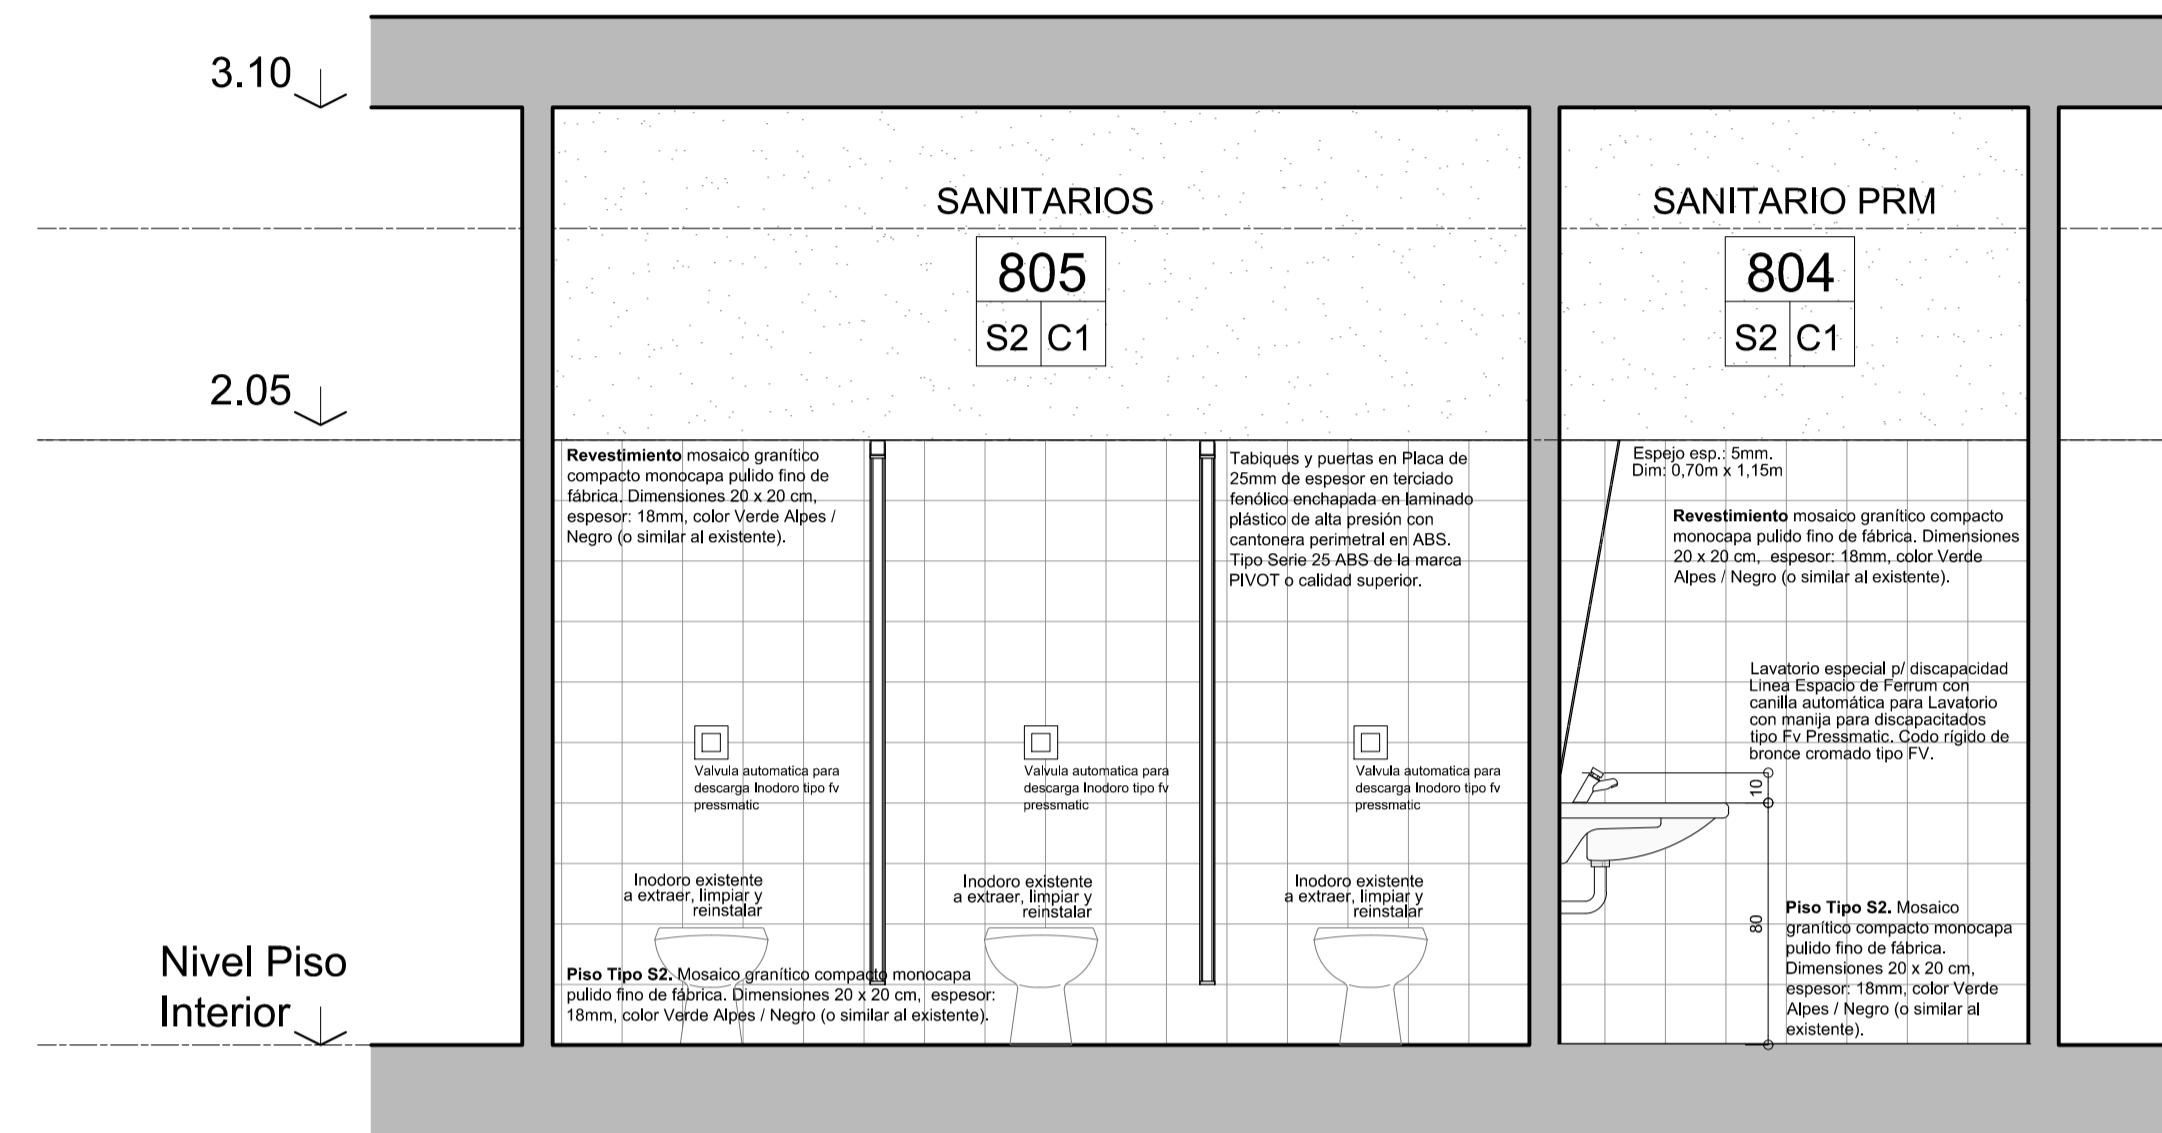 3.10
SANITARIOS
SANITARIO PRM
805
S2 C1
804
S2 C1
2.05
Revestimiento mosaico granítico
compacto monocapa pulido fino de
fábrica. Dimensiones 20 x 20 cm,
espesor: 18mm, color Verde Alpes /
Negro (o similar al existente).
Tabiques y puertas en Placa de
25mm de espesor en terciado
fenólico enchapada en laminado
plástico de alta presión con
cantonera perimetral en ABS.
Tipo Serie 25 ABS de la marca
PIVOT o calidad superior.
Espejo esp.: 5mm.
Dim: 0,70m x 1,15m
Revestimiento mosaico granítico compacto
monocapa pulido fino de fábrica. Dimensiones
20 x 20 cm, espesor: 18mm, color Verde
Alpes / Negro (o similar al existente).
Lavatorio especial p/ discapacidad
Linea Espacio de Ferrum con
canilla automática para Lavatorio
con manija para discapacitados
tipo Fv Pressmatic. Codo rígido de
bronce cromado tipo FV.
Valvula automatica para
descarga Inodoro tipo fv
pressmatic
Valvula automatica para
descarga Inodoro tipo fv
pressmatic
Valvula automatica para
descarga Inodoro tipo fv
pressmatic
10
80
Inodoro existente
a extraer, limpiar y
reinstalar
Inodoro existente
a extraer, limpiar y
reinstalar
Inodoro existente
a extraer, limpiar y
reinstalar
Piso Tipo S2. Mosaico
granítico compacto monocapa
pulido fino de fábrica.
Dimensiones 20 x 20 cm,
espesor: 18mm, color Verde
Alpes / Negro (o similar al
existente).
Nivel Piso
Interior
Piso Tipo S2. Mosaico granítico compacto monocapa
pulido fino de fábrica. Dimensiones 20 x 20 cm, espesor:
18mm, color Verde Alpes / Negro (o similar al existente).